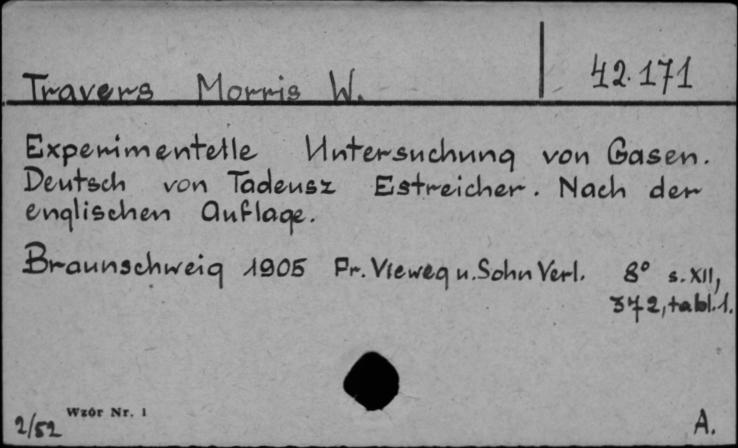 Travers Morris W. 42.171
Experimentelle Untersuchung von Gasen.
Deutsch von Tadeusz Estreicher. Nach der
englischen Auflage.
Braunschweig 1905 Fr. Vieweg u. Sohn Verl. 8° s. XII,
372, tabl. 1.
Wzór Nr. 1
2/52 A.